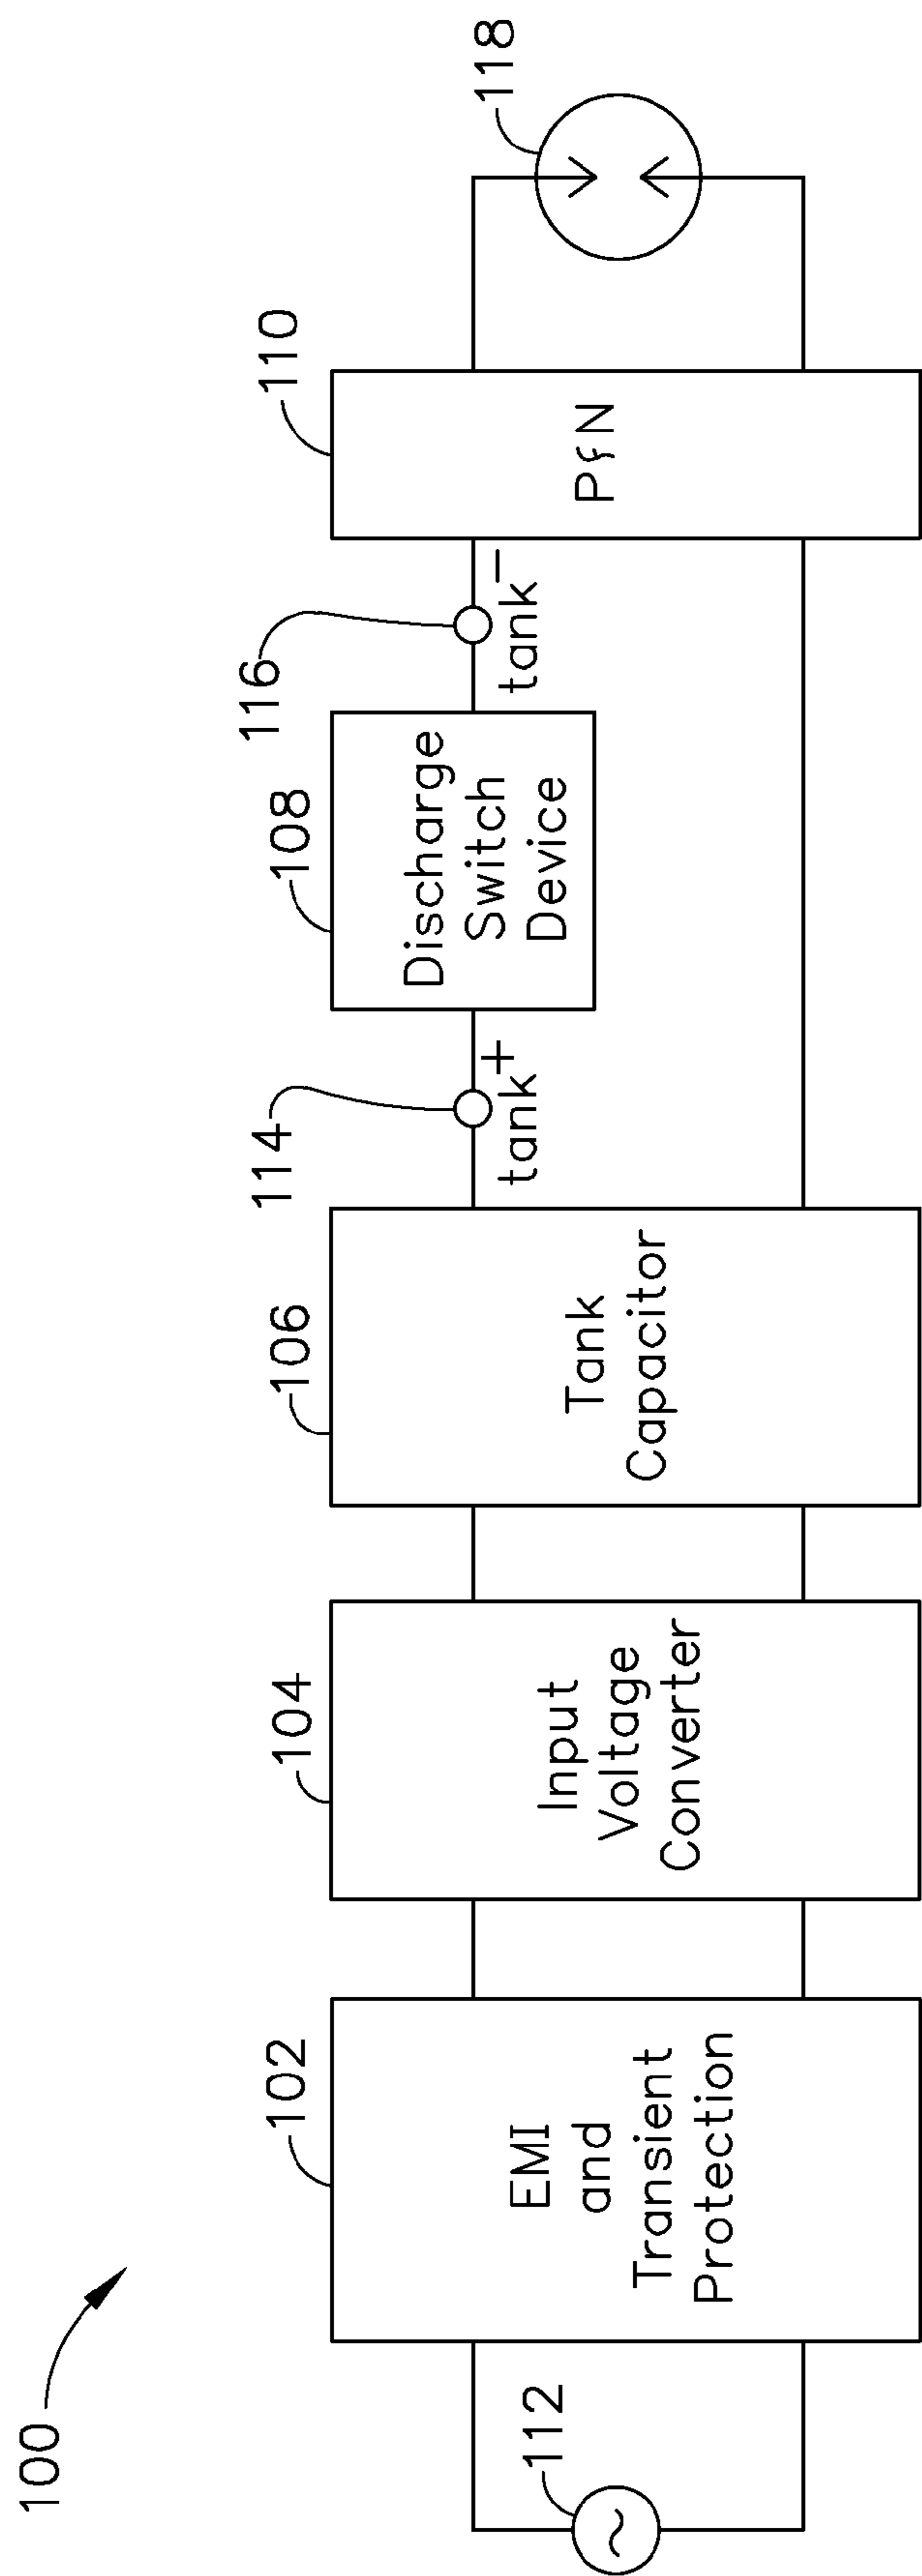 100
102
104
106
108
110
112
114
116
118
EMI
and
Transient
Protection
Input
Voltage
Converter
Tank
Capacitor
tank+
Discharge
Switch
Device
tank−
PfN